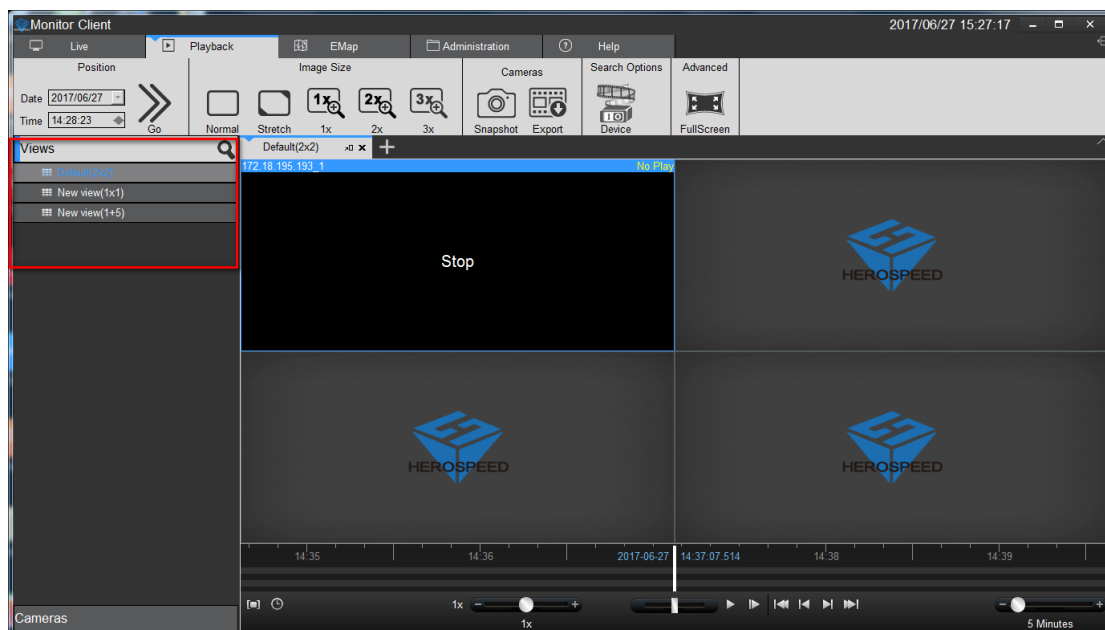 Monitor Client 2017/06/27 15:27:17
Live Playback EMap Administration Help
Position Image Size Cameras Search Options Advanced
Date 2017/06/27
Time 14:28:23
1x 2x 3x
Go Normal Stretch 1x 2x 3x Snapshot Export Device FullScreen
Views Default(2x2)
172.18.195.193_1 No Play
Default(2x2)
New view(1x1)
New view(1+5)
Stop
HEROSPEED
HEROSPEED HEROSPEED
14:35 14:36 2017-06-27 14:37:07.514 14:38 14:39
1x
1x 5 Minutes
Cameras